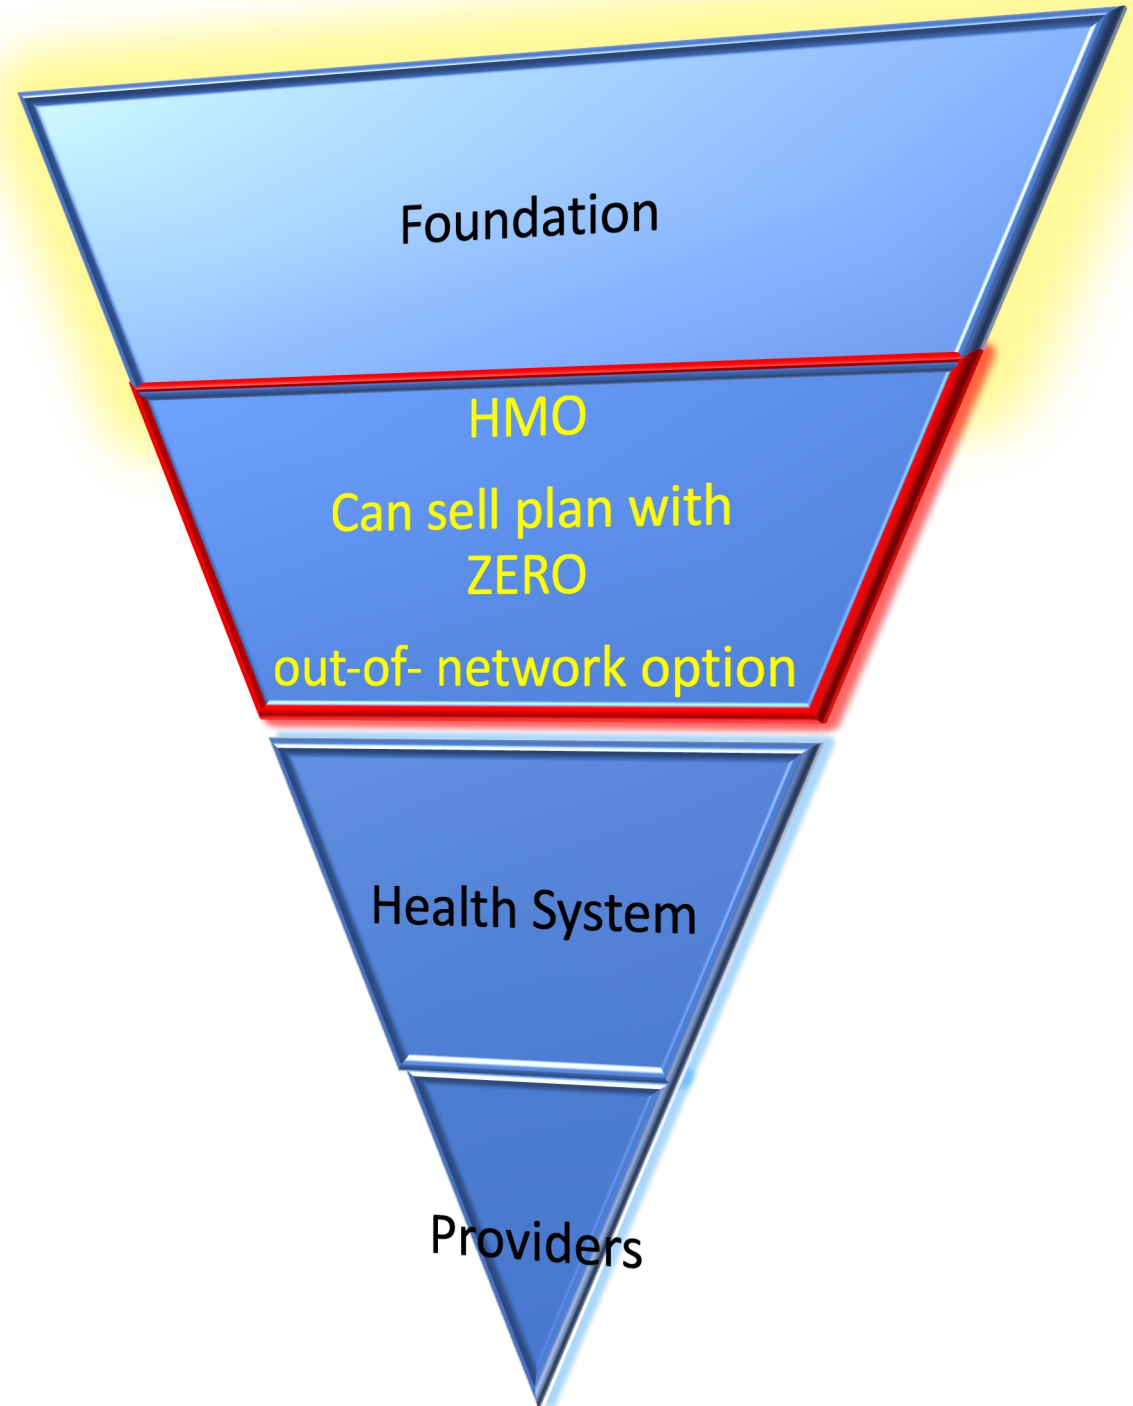 Foundation
HMO
Can sell plan with
ZERO
out-of- network option
Health System
Providers